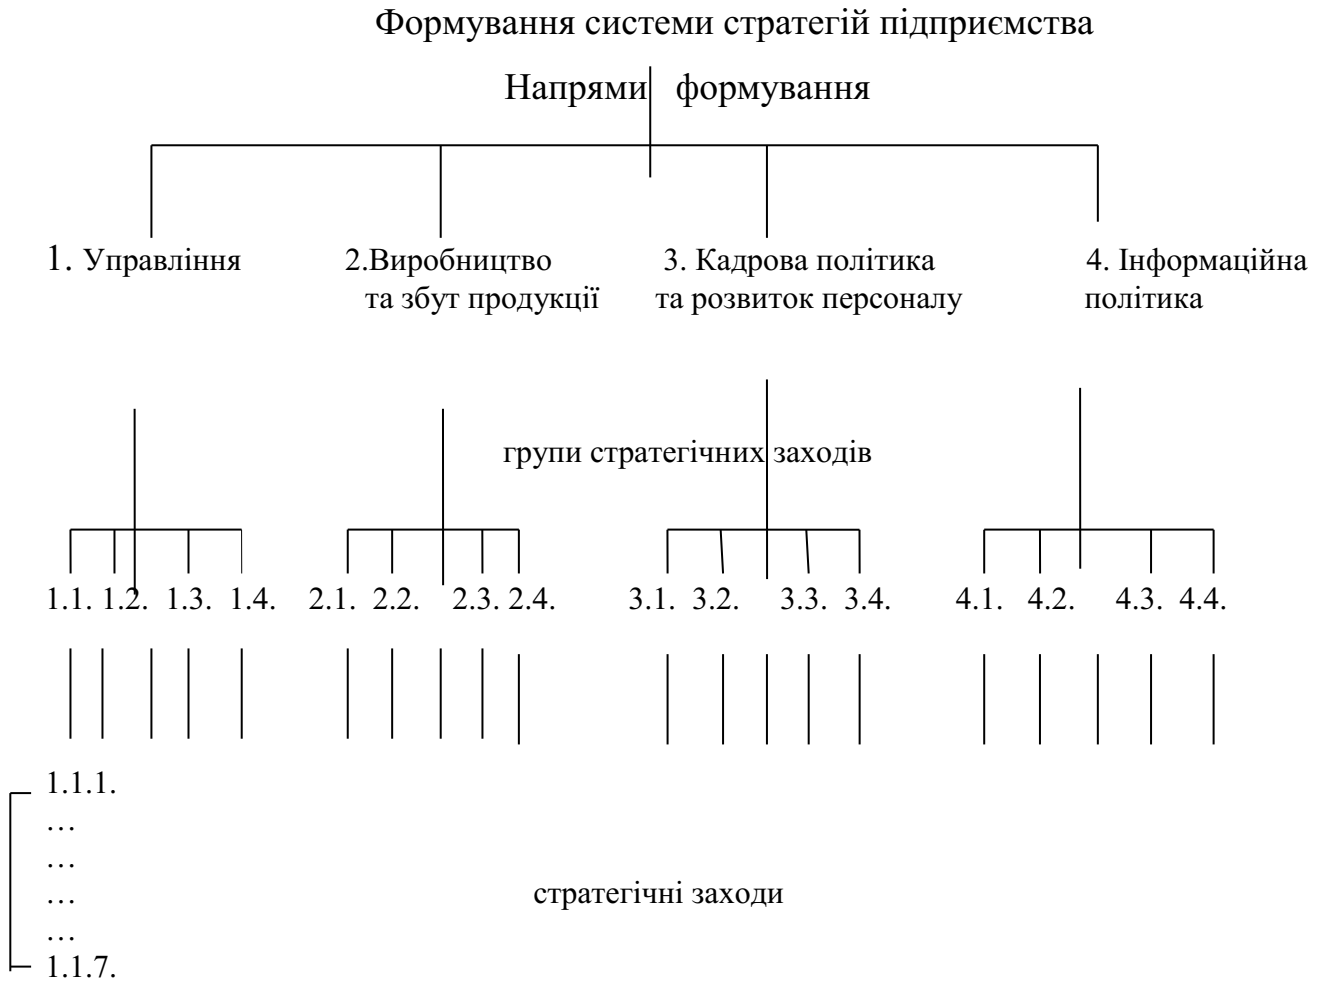 Формування системи стратегій підприємства
Напрями формування
1. Управління 2.Виробництво 3. Кадрова політика 4. Інформаційна
та збут продукції та розвиток персоналу політика
групи стратегічних заходів
1.1. 1.2. 1.3. 1.4. 2.1. 2.2. 2.3. 2.4. 3.1. 3.2. 3.3. 3.4. 4.1. 4.2. 4.3. 4.4.
1.1.1.
…
…
… стратегічні заходи
…
1.1.7.